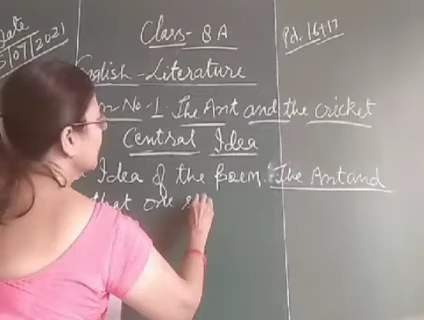 Date
/07/2021
Class- 8 A
Pd. 16+17
English - Literature
No - 1 - The Ant and the cricket
Central Idea
Idea of the poem. The Ant and
that one